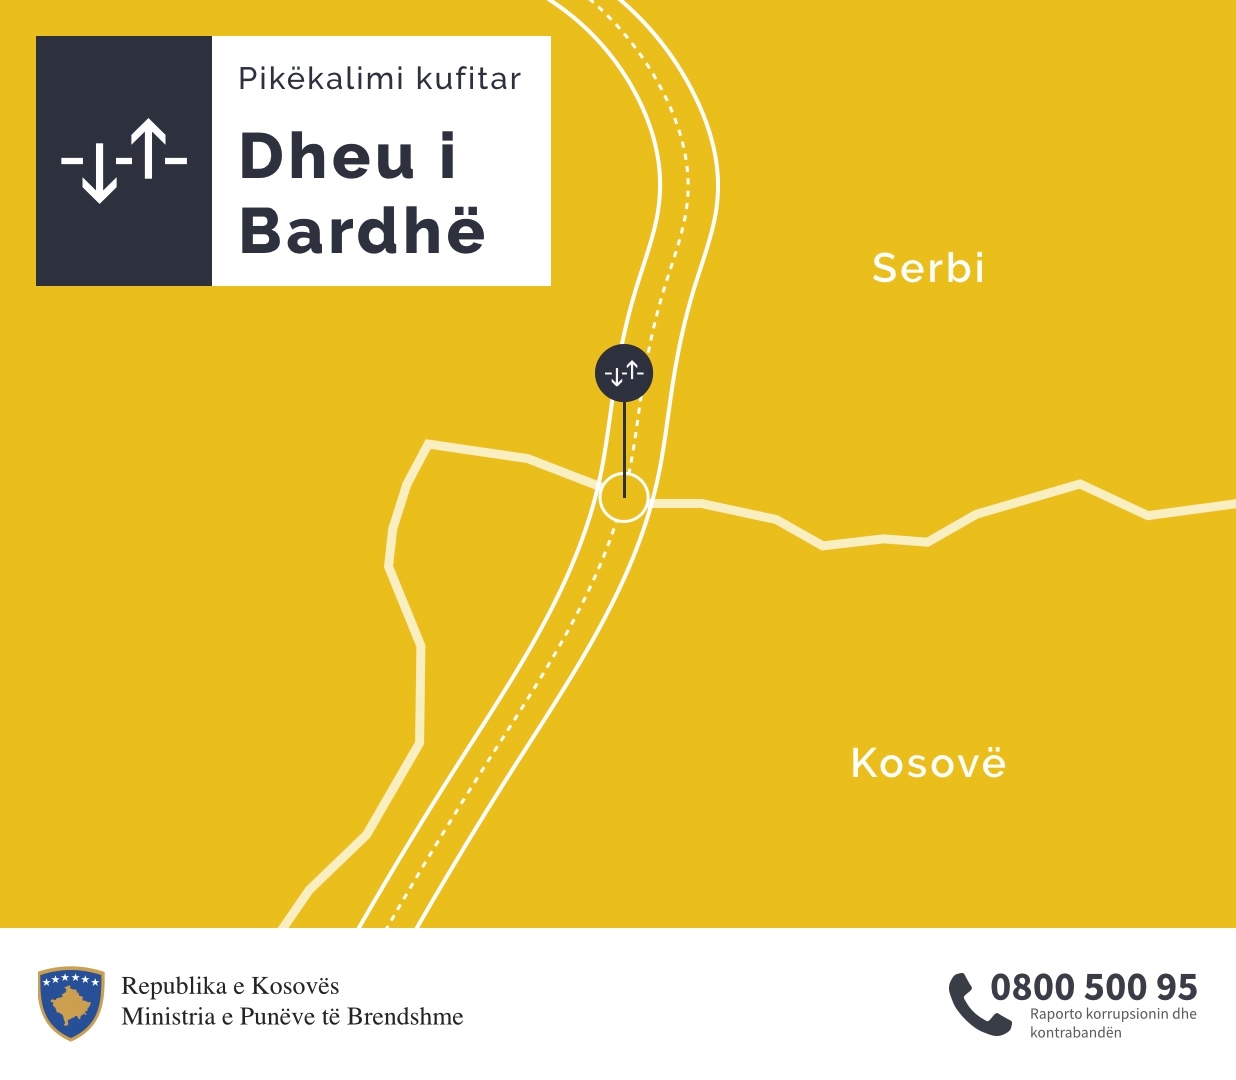 Pikëkalimi kufitar
Dheu i
Bardhë
Serbi
Kosovë
Republika e Kosovës
Ministria e Punëve të Brendshme
0800 500 95
Raporto korrupsionin dhe
kontrabandën